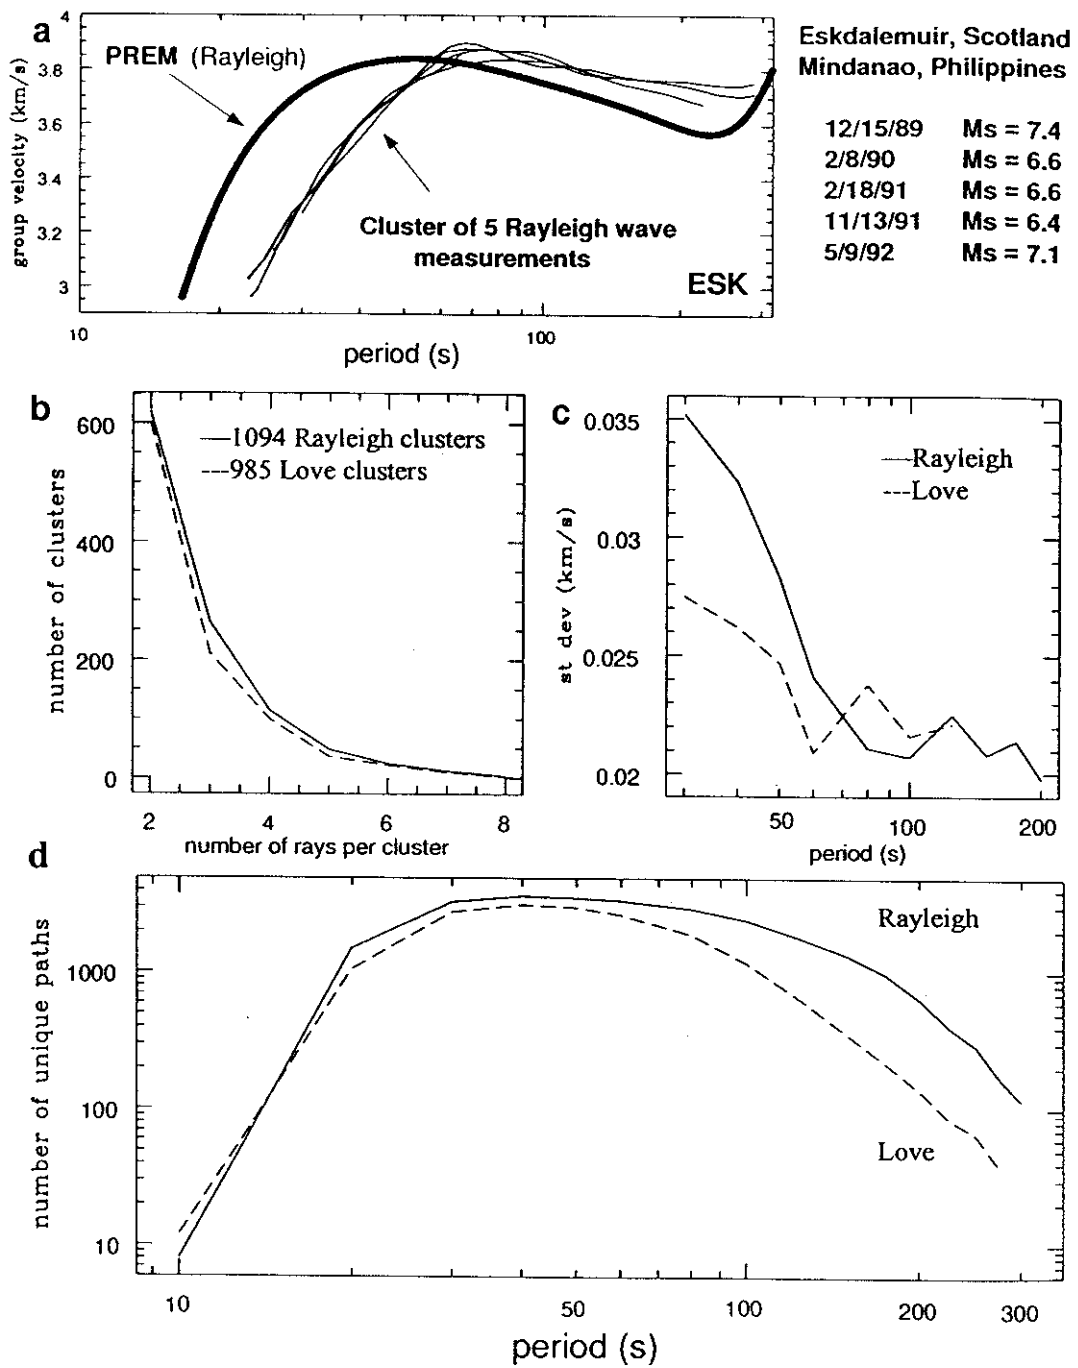 a
PREM (Rayleigh)
Cluster of 5 Rayleigh wave
measurements
ESK
4
3.8
3.6
3.4
3.2
3
group velocity (km/s)
10
100
period (s)
Eskdalemuir, Scotland
Mindanao, Philippines
12/15/89 Ms = 7.4
2/8/90 Ms = 6.6
2/18/91 Ms = 6.6
11/13/91 Ms = 6.4
5/9/92 Ms = 7.1
b
1094 Rayleigh clusters
985 Love clusters
600
400
200
0
number of clusters
2
4
6
8
number of rays per cluster
c
Rayleigh
Love
0.035
0.03
0.025
0.02
st dev (km/s)
50
100
200
period (s)
d
Rayleigh
Love
1000
100
10
number of unique paths
10
50
100
200
300
period (s)